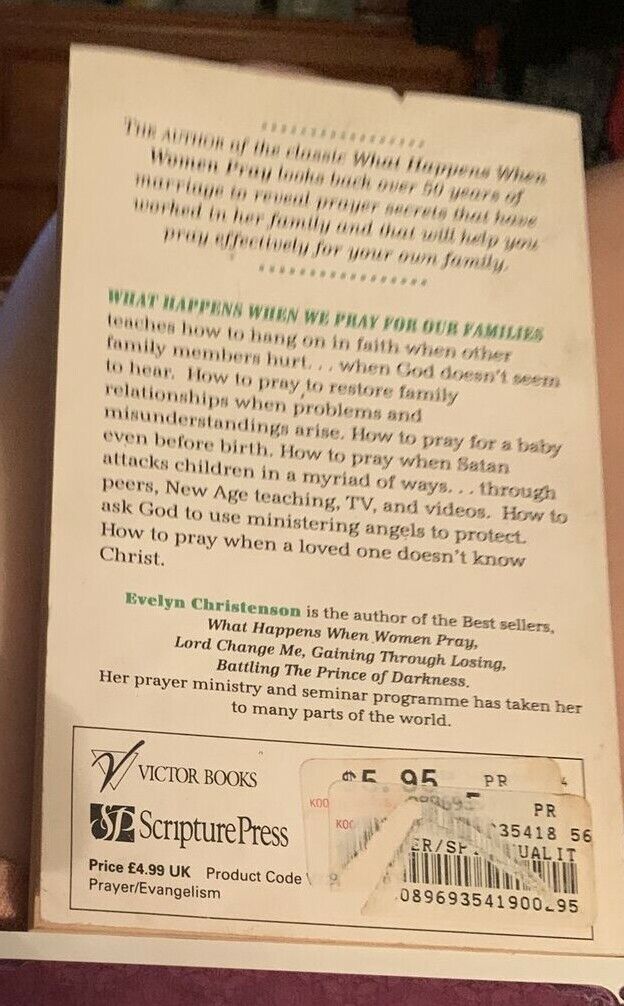 THE AUTHOR of the classic What Happens When
Women Pray looks back over 50 years of
marriage to reveal prayer secrets that have
worked in her family and that will help you
pray effectively for your own family.
WHAT HAPPENS WHEN WE PRAY FOR OUR FAMILIES
teaches how to hang on in faith when other
family members hurt. . . when God doesn't seem
to hear. How to pray to restore family
relationships when problems and
misunderstandings arise. How to pray for a baby
even before birth. How to pray when Satan
attacks children in a myriad of ways. . . through
peers, New Age teaching, TV, and videos. How to
ask God to use ministering angels to protect.
How to pray when a loved one doesn't know
Christ.
Evelyn Christenson is the author of the Best sellers,
What Happens When Women Pray,
Lord Change Me, Gaining Through Losing,
Battling The Prince of Darkness.
Her prayer ministry and seminar programme has taken her
to many parts of the world.
VICTOR BOOKS
SP Scripture Press
Price £4.99 UK Product Code
Prayer/Evangelism
5.95 PR
KOO
PR
35418 56
UALIT